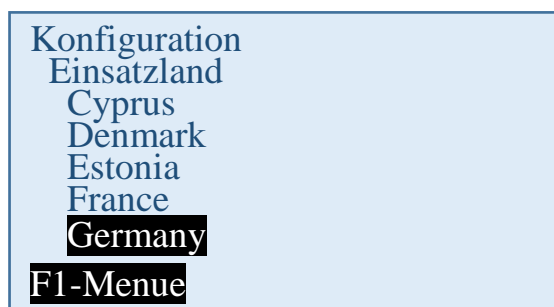 Konfiguration
Einsatzland
Cyprus
Denmark
Estonia
France
Germany
F1-Menue